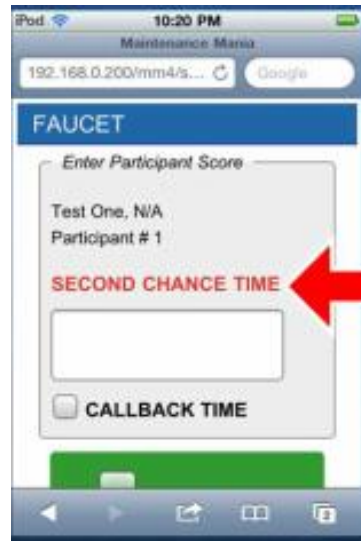 iPod 10:20 PM
Maintenance Mania
192.168.0.200/mm4/s... Google
FAUCET
Enter Participant Score
Test One, N/A
Participant # 1
SECOND CHANCE TIME
CALLBACK TIME